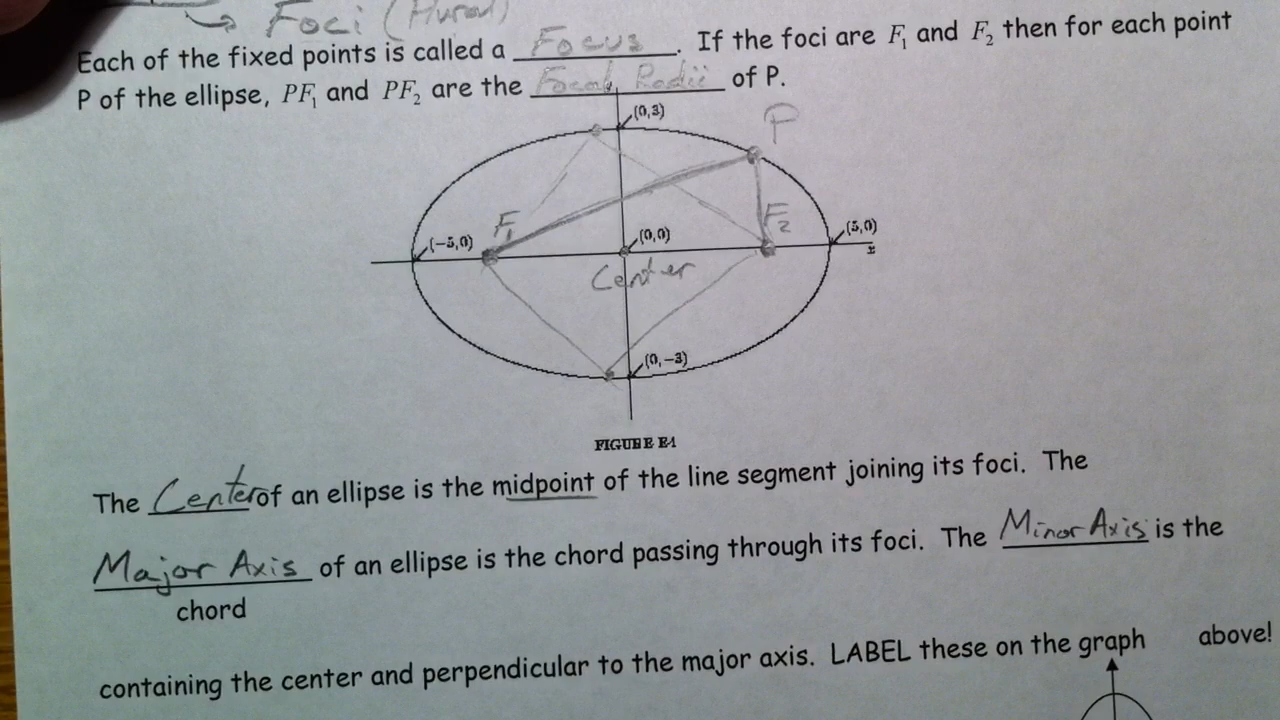 Foci (Plural)
Each of the fixed points is called a Focus. If the foci are F₁ and F₂ then for each point
P of the ellipse, PF₁ and PF₂ are the Focal Radii of P.
(0,3)
P
F₁
F₂
(-5,0)
(0,0)
(5,0)
x
Center
(0,-3)
FIGURE E-1
The Center of an ellipse is the midpoint of the line segment joining its foci. The
Major Axis of an ellipse is the chord passing through its foci. The Minor Axis is the
chord
containing the center and perpendicular to the major axis. LABEL these on the graph above!